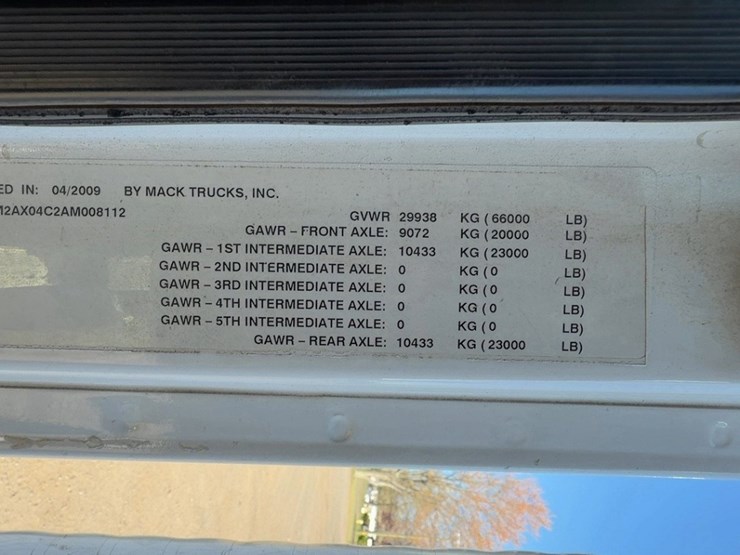 ED IN: 04/2009 BY MACK TRUCKS, INC.
M2AX04C2AM008112
GVWR 29938 KG ( 66000 LB)
GAWR – FRONT AXLE: 9072 KG ( 20000 LB)
GAWR – 1ST INTERMEDIATE AXLE: 10433 KG ( 23000 LB)
GAWR – 2ND INTERMEDIATE AXLE: 0 KG ( 0 LB)
GAWR – 3RD INTERMEDIATE AXLE: 0 KG ( 0 LB)
GAWR – 4TH INTERMEDIATE AXLE: 0 KG ( 0 LB)
GAWR – 5TH INTERMEDIATE AXLE: 0 KG ( 0 LB)
GAWR – REAR AXLE: 10433 KG ( 23000 LB)